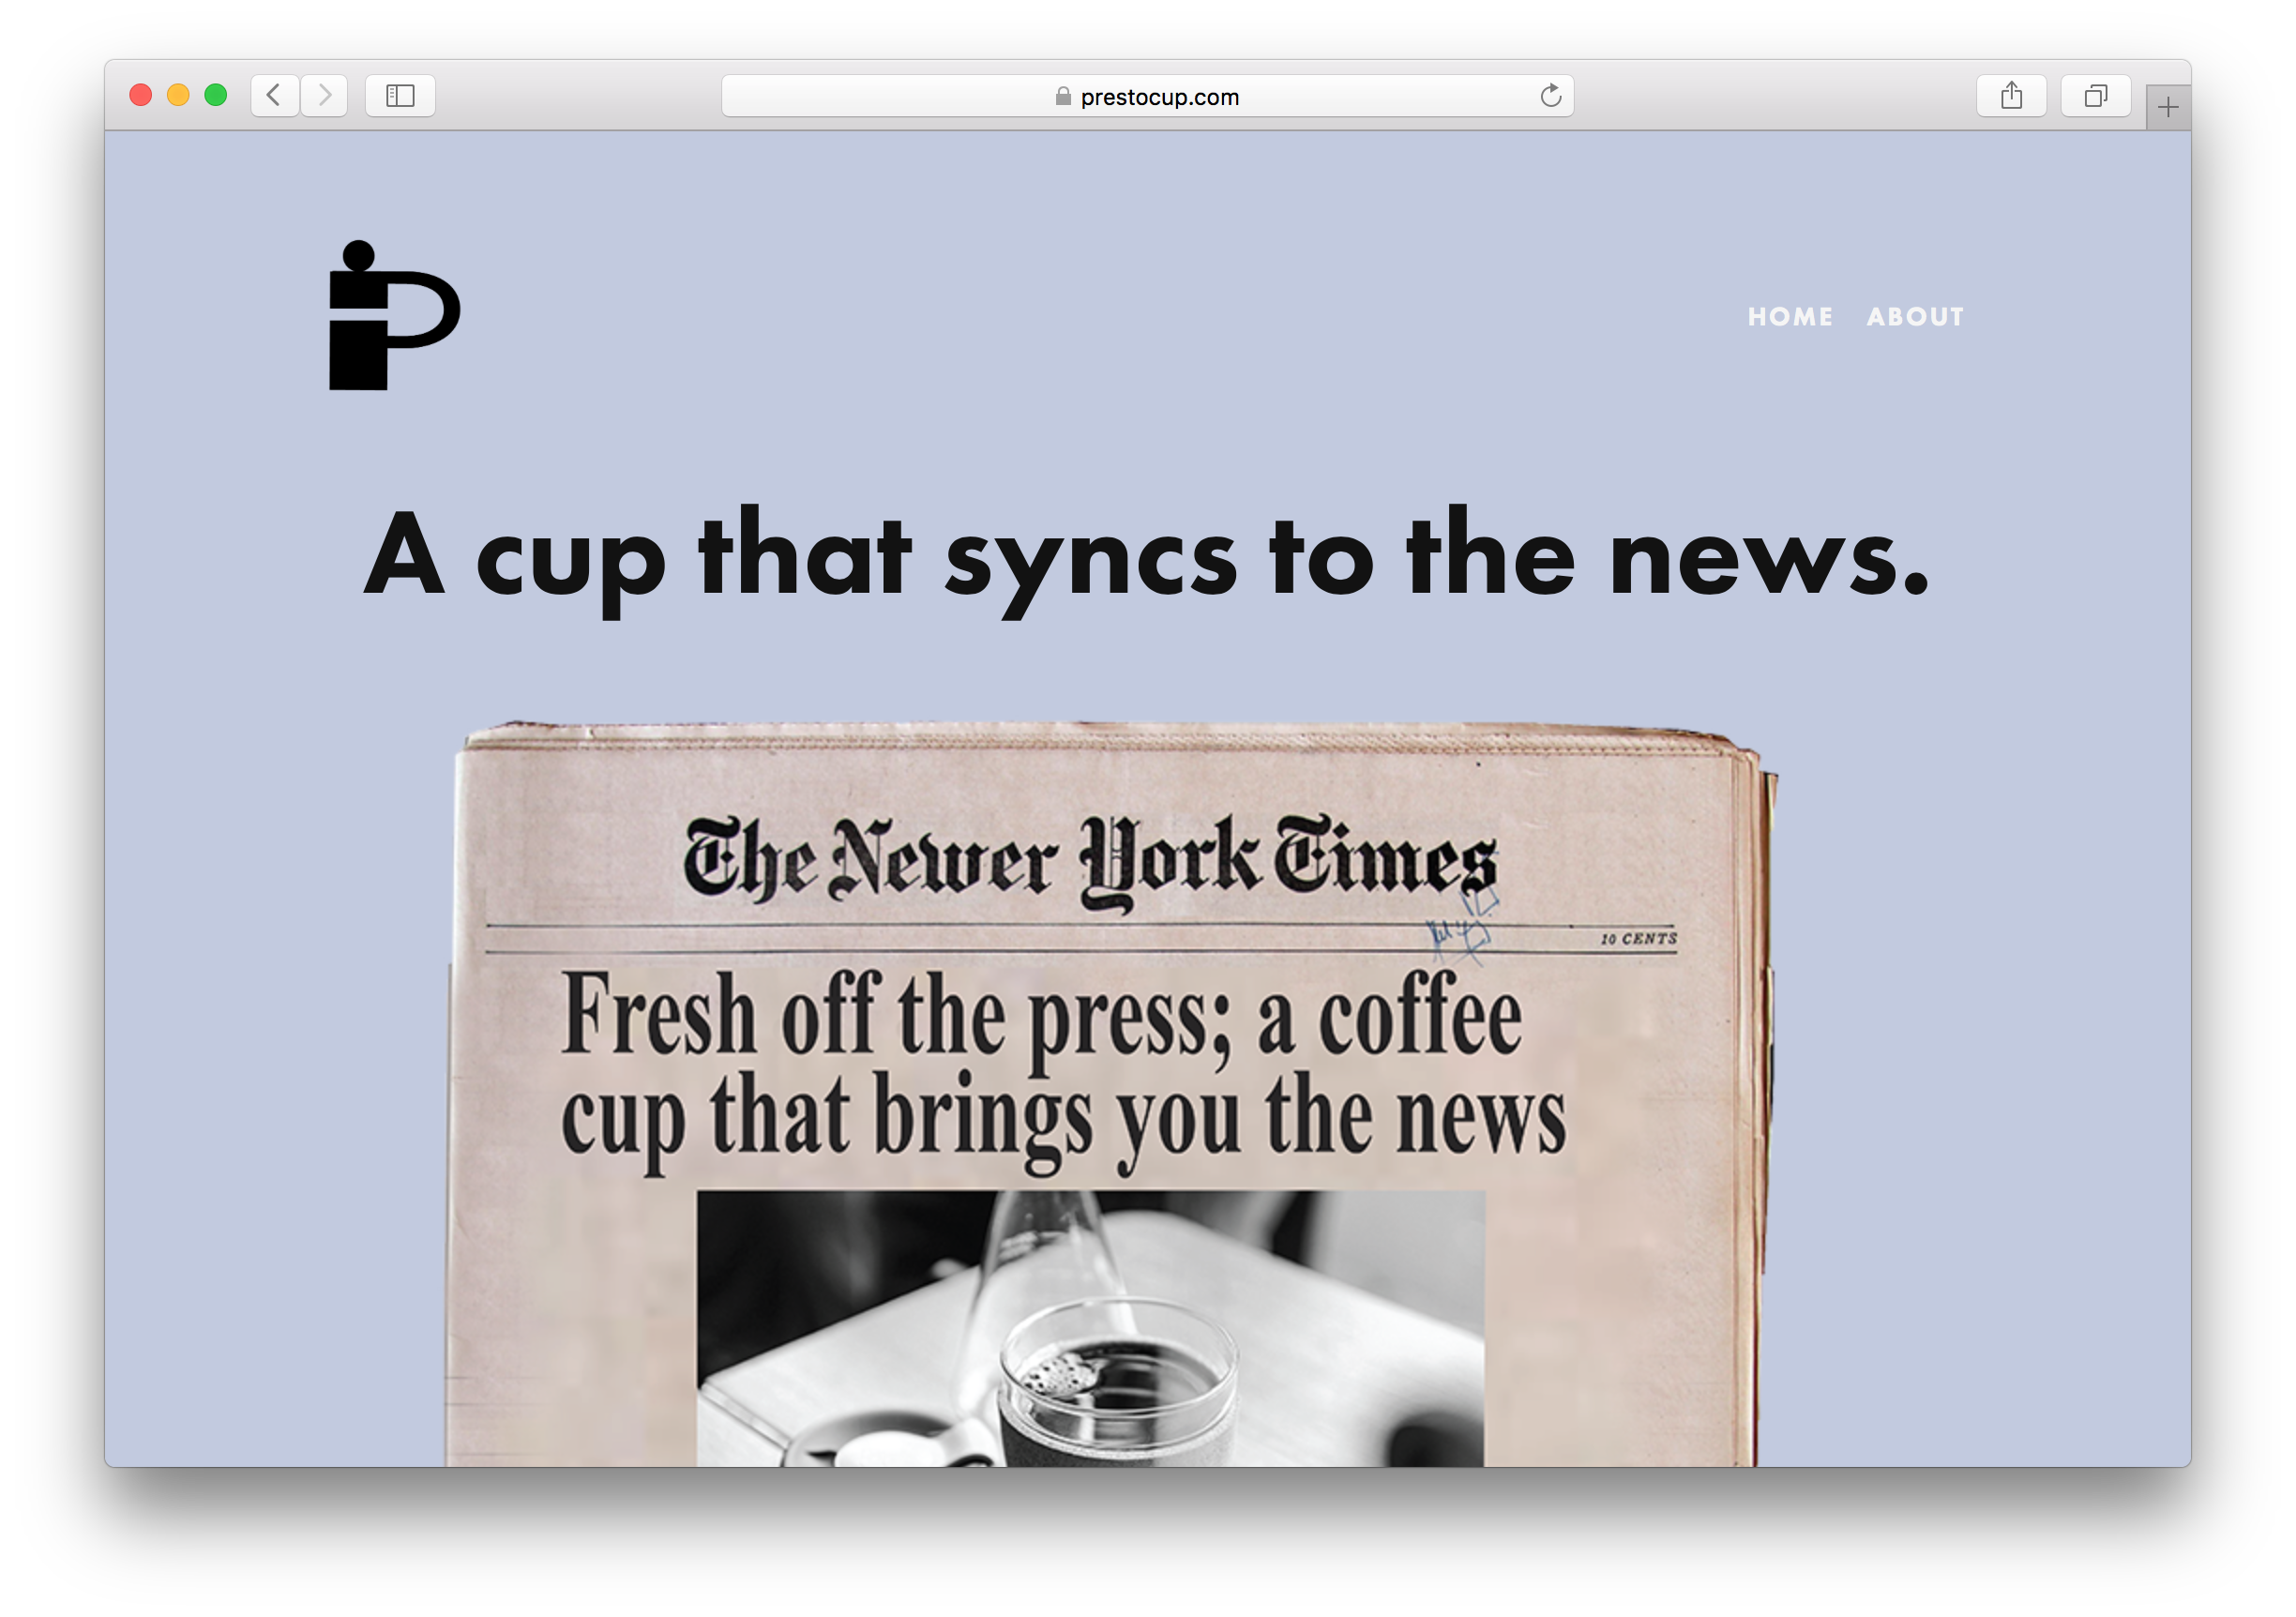 prestocup.com
HOME ABOUT
A cup that syncs to the news.
The Newer York Times
10 CENTS
Fresh off the press; a coffee
cup that brings you the news